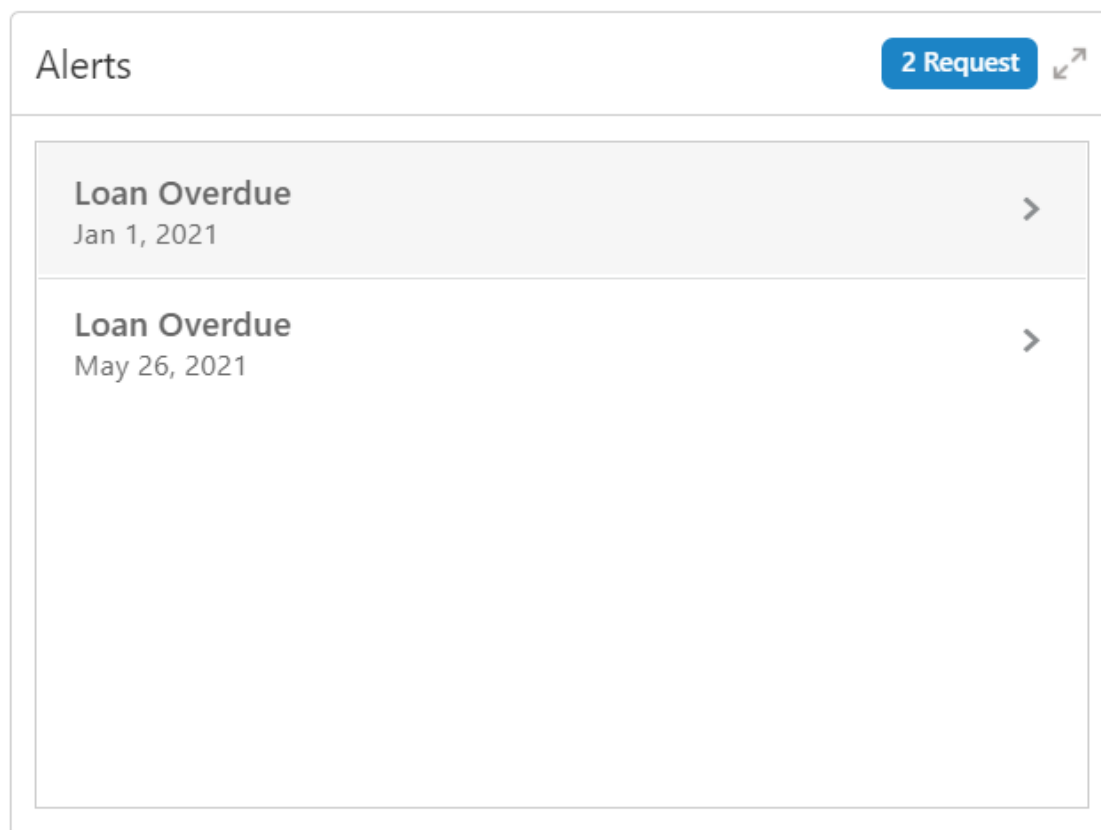 Alerts
2 Request
Loan Overdue
Jan 1, 2021
Loan Overdue
May 26, 2021